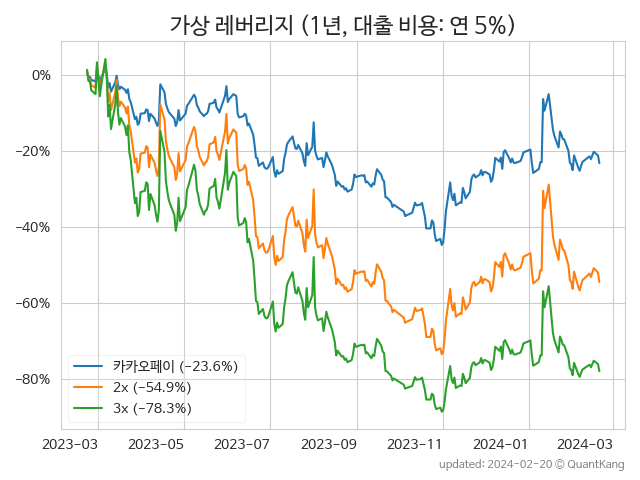 가상 레버리지 (1년, 대출 비용: 연 5%)
0%
−20%
−40%
−60%
−80%
카카오페이 (−23.6%)
2x (−54.9%)
3x (−78.3%)
2023-03 2023-05 2023-07 2023-09 2023-11 2024-01 2024-03
updated: 2024-02-20 © QuantKang